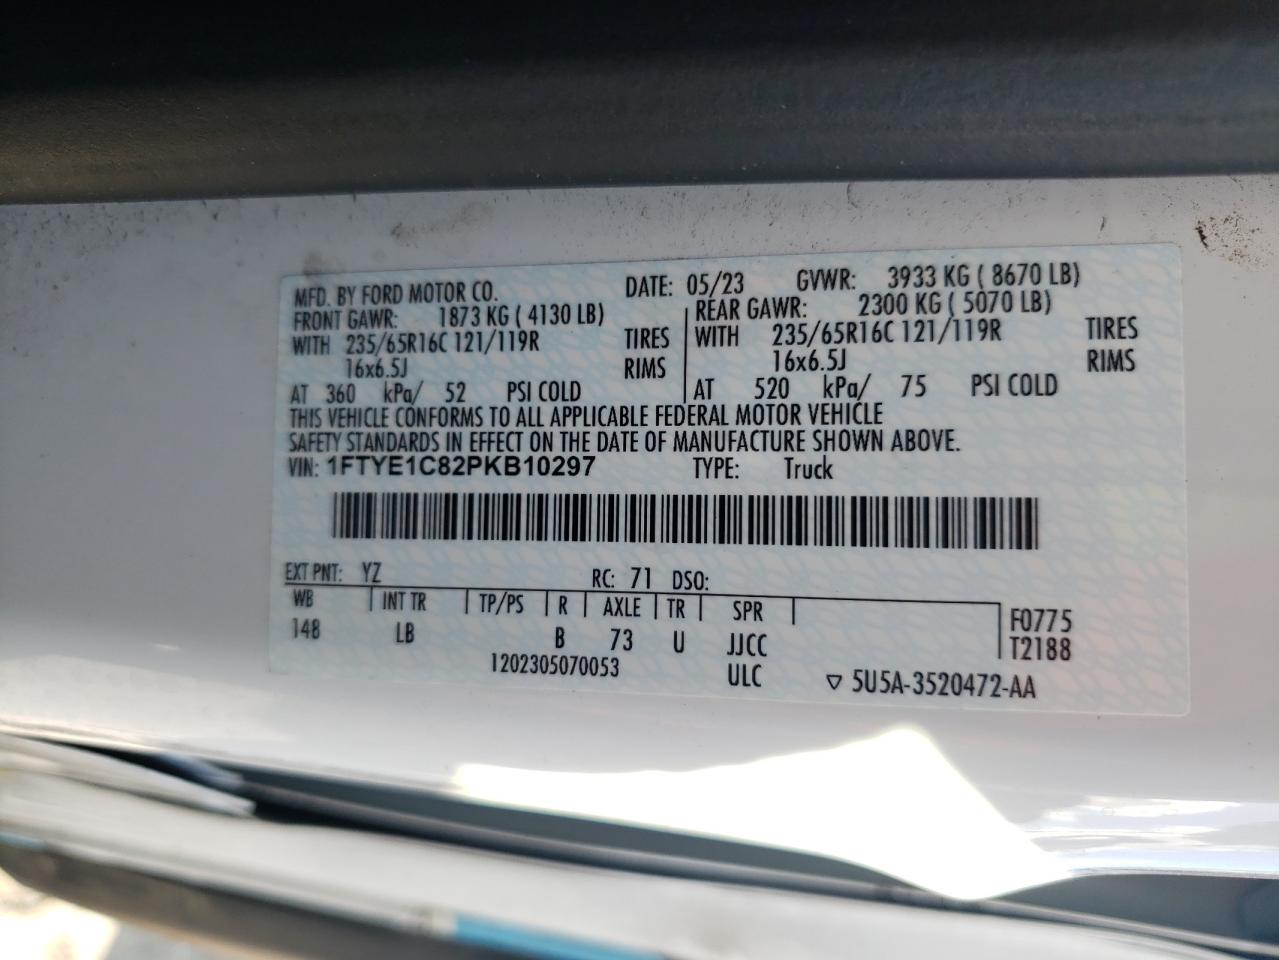 MFD. BY FORD MOTOR CO. DATE: 05/23 GVWR: 3933 KG ( 8670 LB)
FRONT GAWR: 1873 KG ( 4130 LB) REAR GAWR: 2300 KG ( 5070 LB)
WITH 235/65R16C 121/119R TIRES WITH 235/65R16C 121/119R TIRES
16x6.5J RIMS 16x6.5J RIMS
AT 360 kPa/ 52 PSI COLD AT 520 kPa/ 75 PSI COLD
THIS VEHICLE CONFORMS TO ALL APPLICABLE FEDERAL MOTOR VEHICLE
SAFETY STANDARDS IN EFFECT ON THE DATE OF MANUFACTURE SHOWN ABOVE.
VIN: 1FTYE1C82PKB10297 TYPE: Truck
EXT PNT: YZ RC: 71 DSO:
WB INT TR TP/PS R AXLE TR SPR F0775
148 LB B 73 U JJCC T2188
1202305070053 ULC ▽ 5U5A-3520472-AA